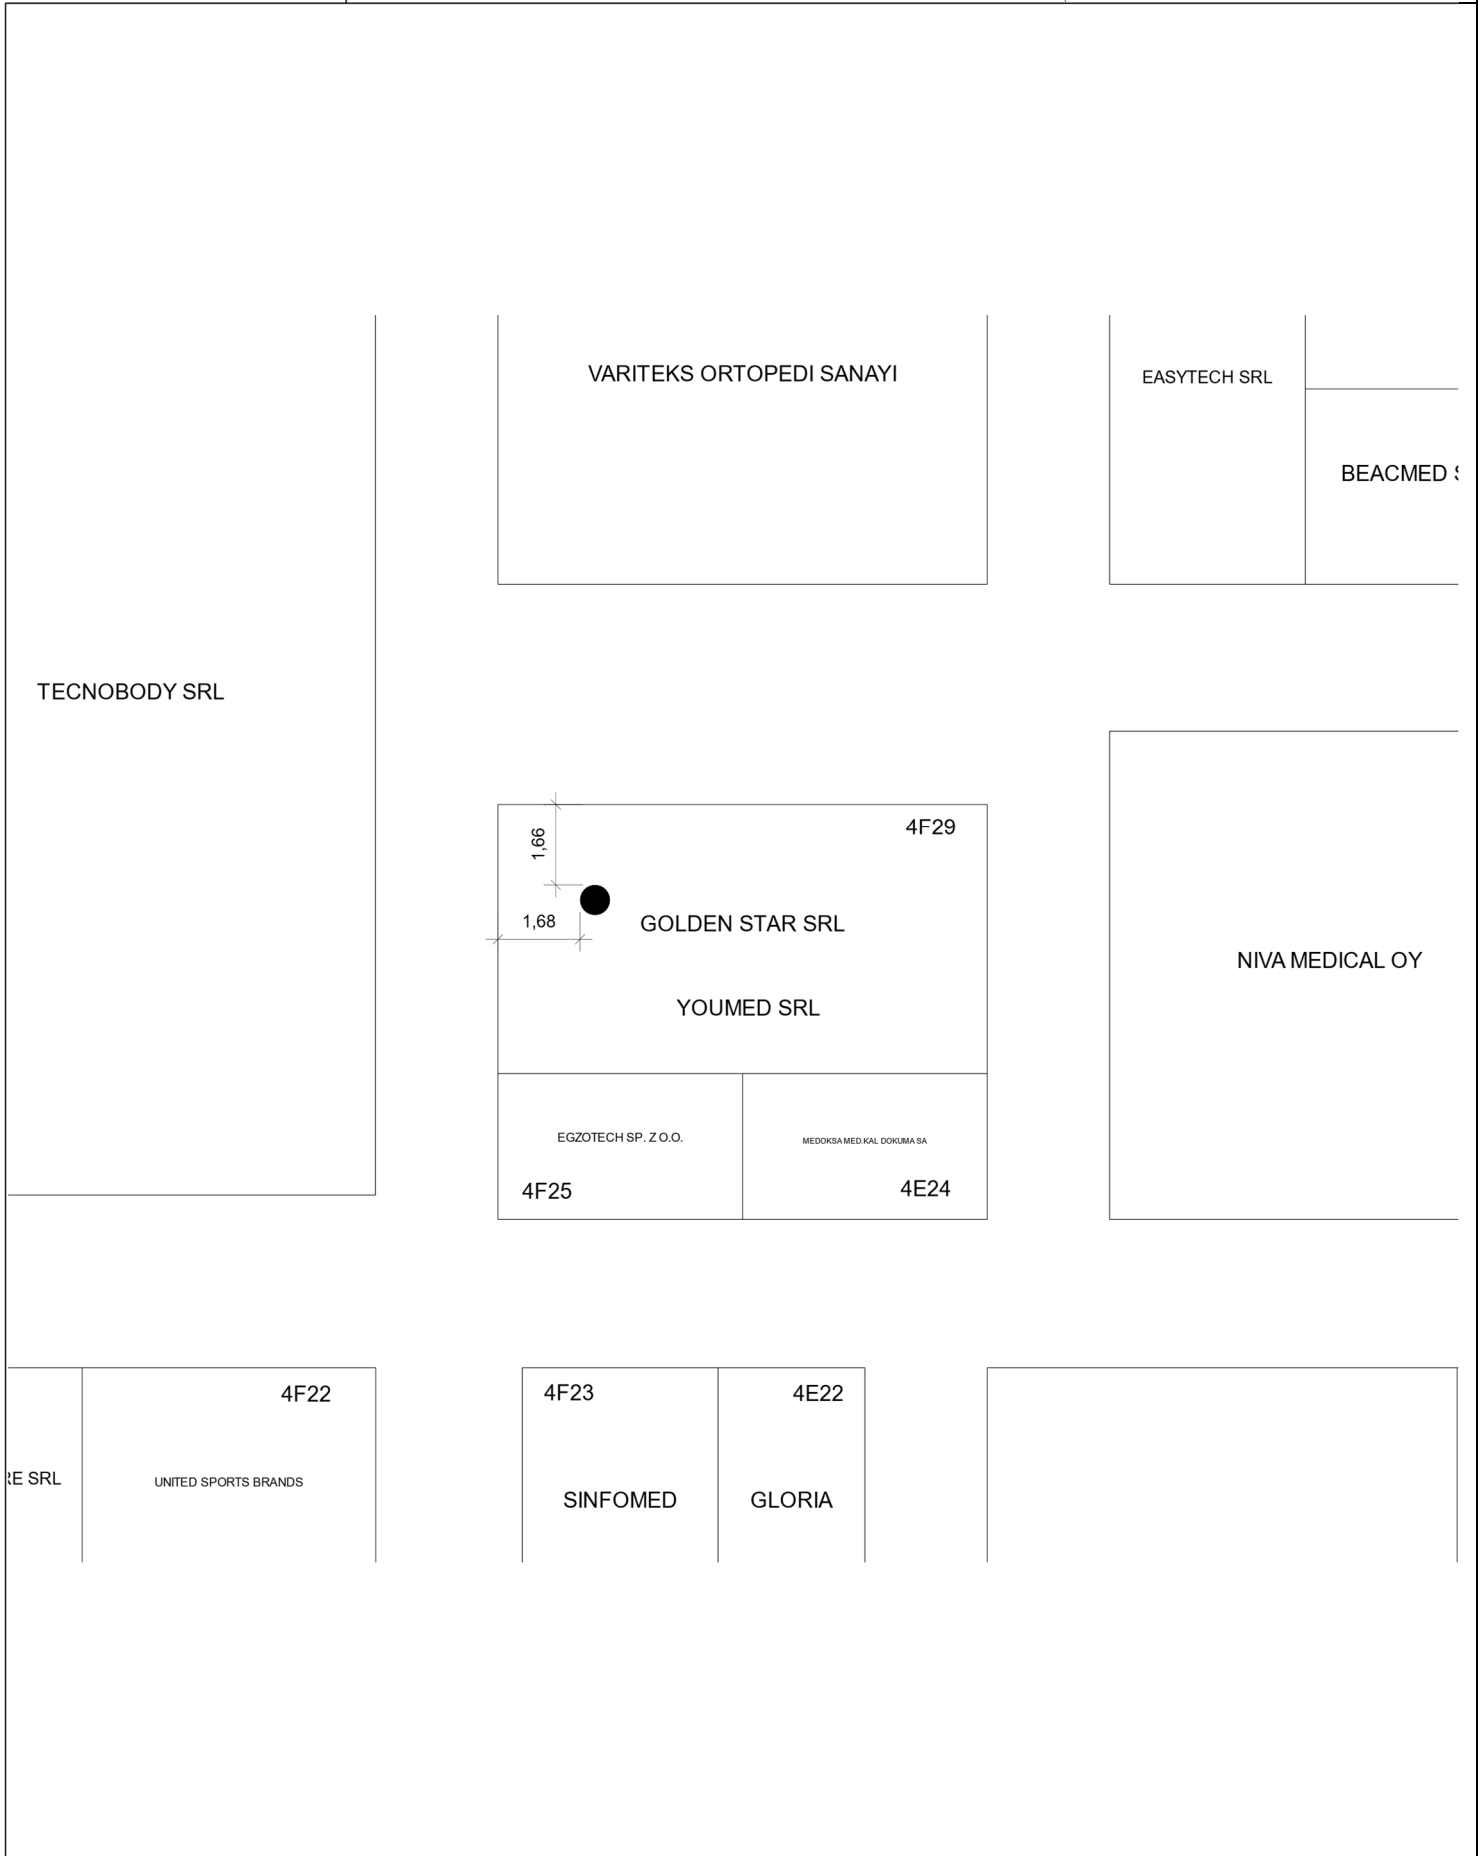 VARITEKS ORTOPEDI SANAYI
EASYTECH SRL
BEACMED
TECNOBODY SRL
4F29
1,66
1,68
GOLDEN STAR SRL
YOUMED SRL
NIVA MEDICAL OY
EGZOTECH SP. Z O.O.
4F25
MEDOKSA MED.KAL DOKUMA SA
4E24
4F22
RE SRL
UNITED SPORTS BRANDS
4F23
SINFOMED
4E22
GLORIA